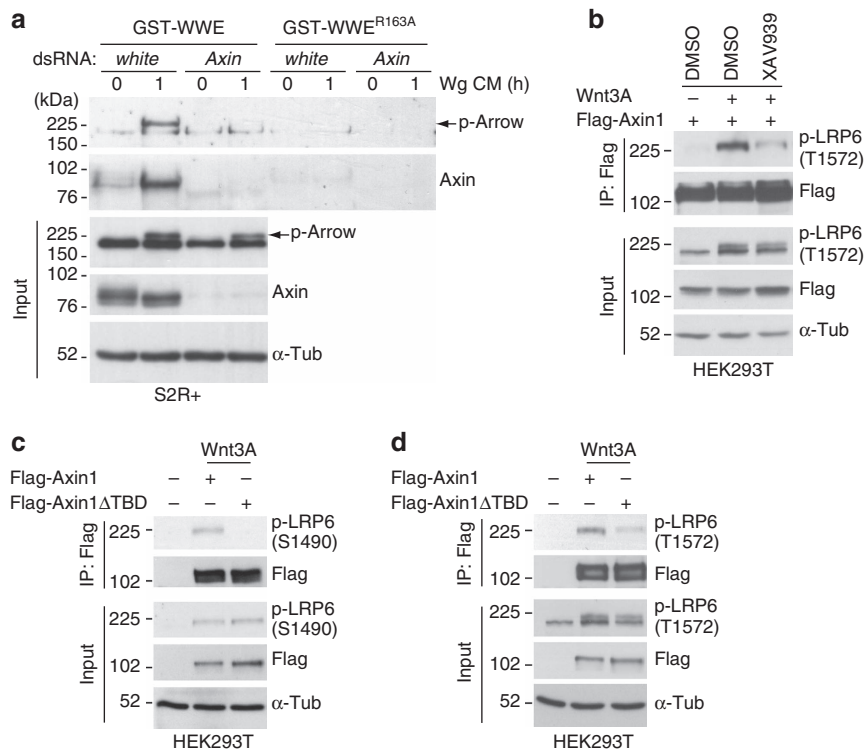 a
GST-WWE GST-WWER163A
dsRNA: white Axin white Axin
0 1 0 1 0 1 0 1 Wg CM (h)
(kDa)
225 -
150 -
p-Arrow
102 -
76 -
Axin
Input
225 -
150 -
p-Arrow
102 -
76 -
Axin
52 -
α-Tub
S2R+
b
DMSO DMSO XAV939
Wnt3A – + +
Flag-Axin1 + + +
IP: Flag
225 -
p-LRP6
(T1572)
102 -
Flag
Input
225 -
p-LRP6
(T1572)
102 -
Flag
52 -
α-Tub
HEK293T
c
Wnt3A
Flag-Axin1 – + –
Flag-Axin1ΔTBD – – +
IP: Flag
225 -
p-LRP6
(S1490)
102 -
Flag
Input
225 -
p-LRP6
(S1490)
102 -
Flag
52 -
α-Tub
HEK293T
d
Wnt3A
Flag-Axin1 – + –
Flag-Axin1ΔTBD – – +
IP: Flag
225 -
p-LRP6
(T1572)
102 -
Flag
Input
225 -
p-LRP6
(T1572)
102 -
Flag
52 -
α-Tub
HEK293T